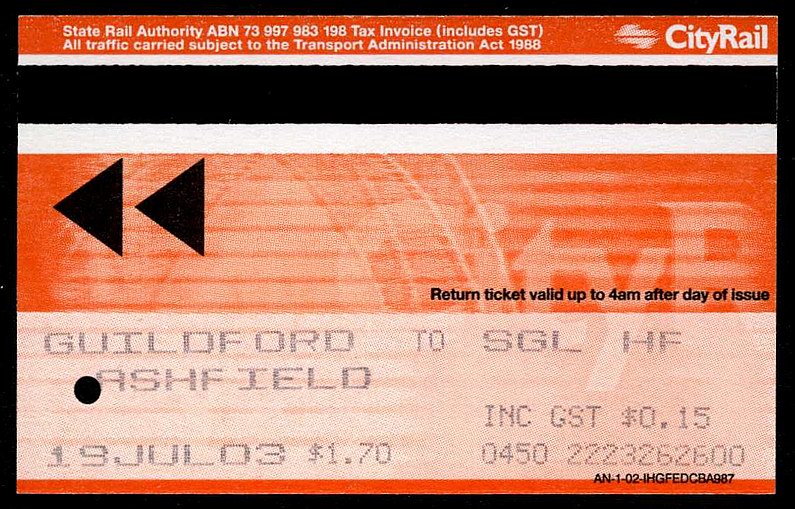 State Rail Authority ABN 73 997 983 198 Tax Invoice (includes GST)
All traffic carried subject to the Transport Administration Act 1988
CityRail
CityR
Return ticket valid up to 4am after day of issue
GUILDFORD TO SGL HF
ASHFIELD
INC GST $0.15
19JUL03 $1.70 0450 2223262600
AN-1-02-IHGFEDCBA987